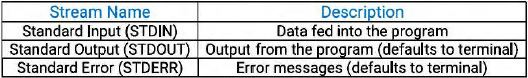 Stream Name Description
Standard Input (STDIN) Data fed into the program
Standard Output (STDOUT) Output from the program (defaults to terminal)
Standard Error (STDERR) Error messages (defaults to terminal)